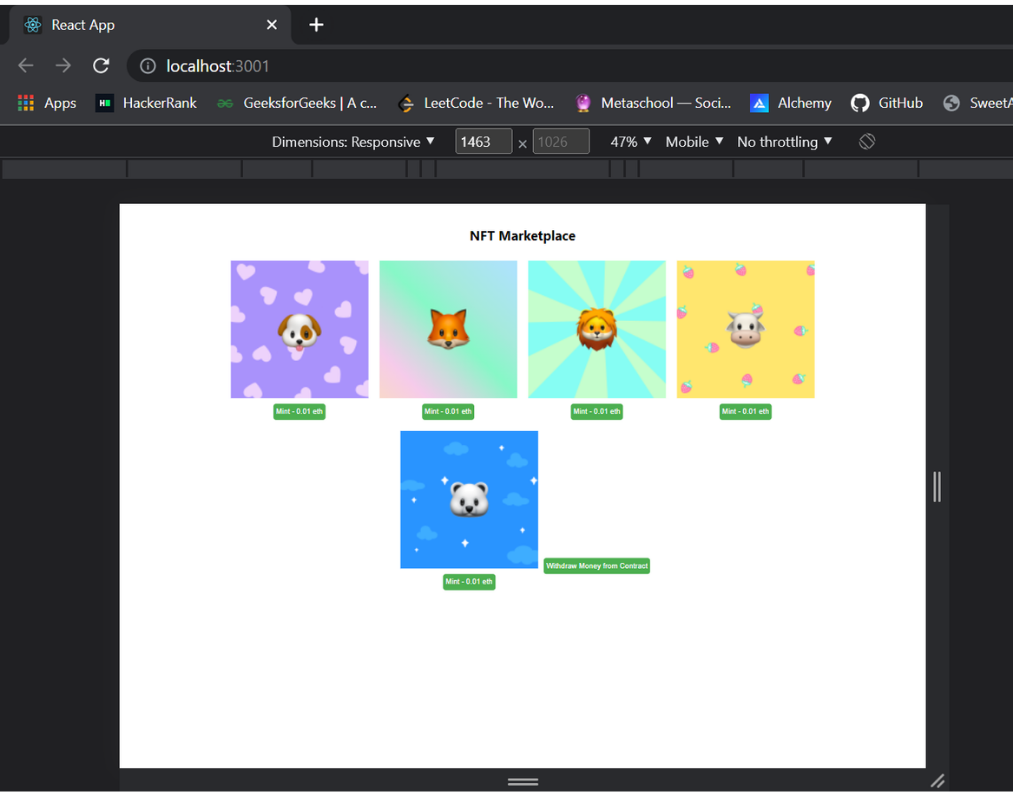 React App
localhost:3001
Apps
HackerRank
GeeksforGeeks | A c...
LeetCode - The Wo...
Metaschool — Soci...
Alchemy
GitHub
SweetA
Dimensions: Responsive
1463 × 1026
47%
Mobile
No throttling
NFT Marketplace
Mint - 0.01 eth
Mint - 0.01 eth
Mint - 0.01 eth
Mint - 0.01 eth
Withdraw Money from Contract
Mint - 0.01 eth